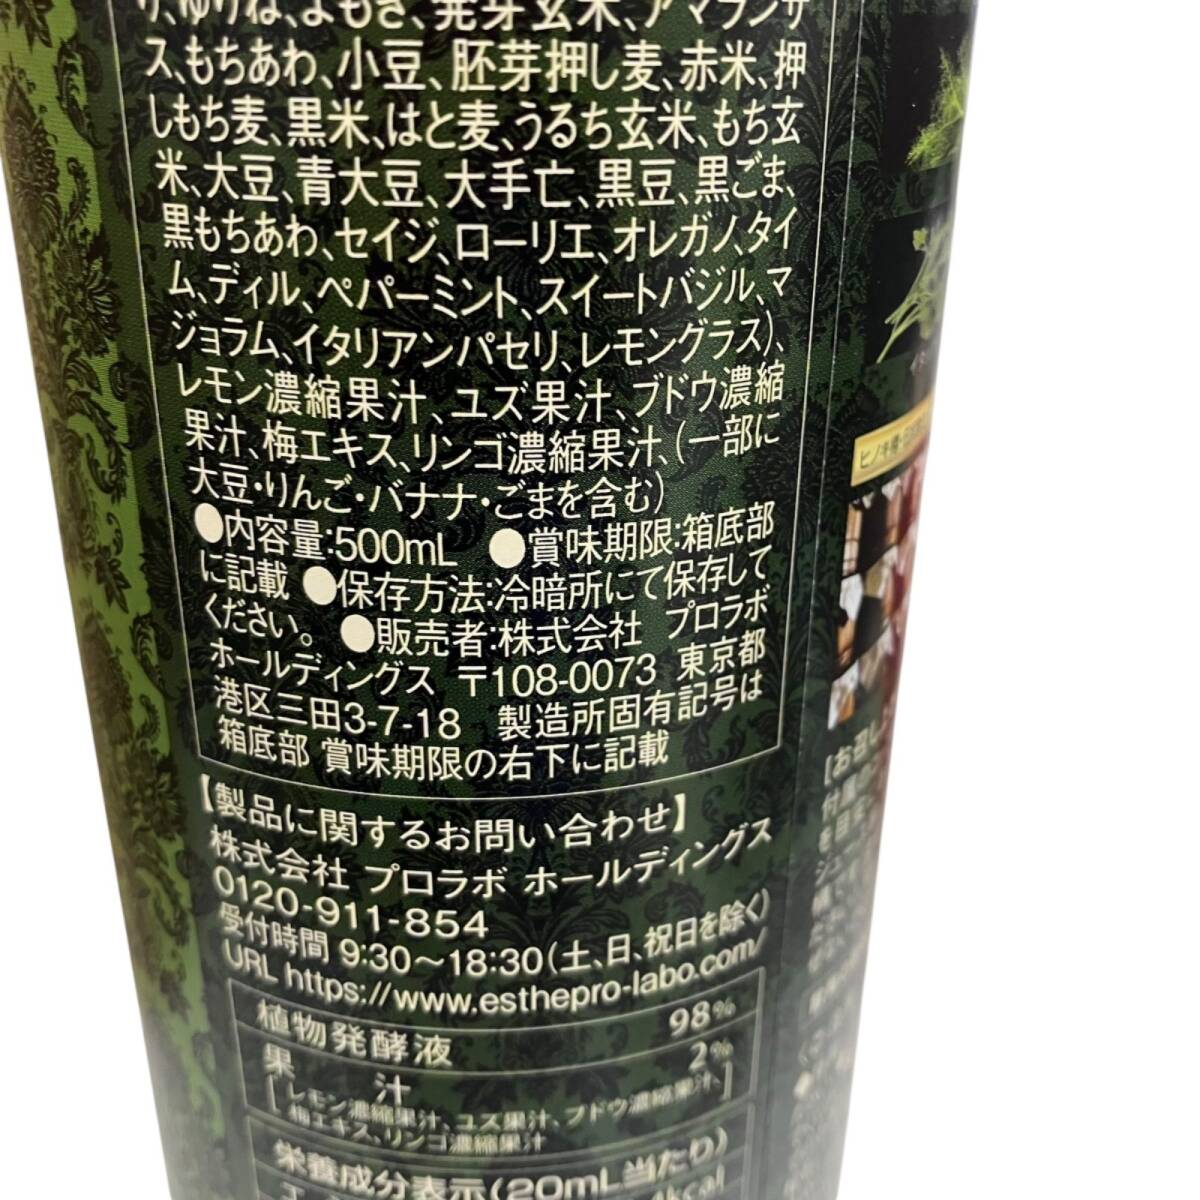 り、ゆりね、よもぎ、発芽玄米、アマランサ
ス、もちあわ、小豆、胚芽押し麦、赤米、押
しもち麦、黒米、はと麦、うるち玄米、もち玄
米、大豆、青大豆、大手亡、黒豆、黒ごま、
黒もちあわ、セイジ、ローリエ、オレガノ、タイ
ム、ディル、ペパーミント、スイートバジル、マ
ジョラム、イタリアンパセリ、レモングラス)、
レモン濃縮果汁、ユズ果汁、ブドウ濃縮
果汁、梅エキス、リンゴ濃縮果汁、(一部に
大豆・りんご・バナナ・ごまを含む)
●内容量:500mL ●賞味期限:箱底部
に記載 ●保存方法:冷暗所にて保存して
ください。 ●販売者:株式会社 プロラボ
ホールディングス 〒108-0073 東京都
港区三田3-7-18 製造所固有記号は
箱底部 賞味期限の右下に記載
【製品に関するお問い合わせ】
株式会社 プロラボ ホールディングス
0120-911-854
受付時間 9:30〜18:30(土、日、祝日を除く)
URL https://www.esthepro-labo.com/
植物発酵液 98%
果汁 2%
[レモン濃縮果汁、ユズ果汁、ブドウ濃縮果汁、
梅エキス、リンゴ濃縮果汁]
栄養成分表示(20mL当たり)
ヒノキ
[お召し
付属の
を目安